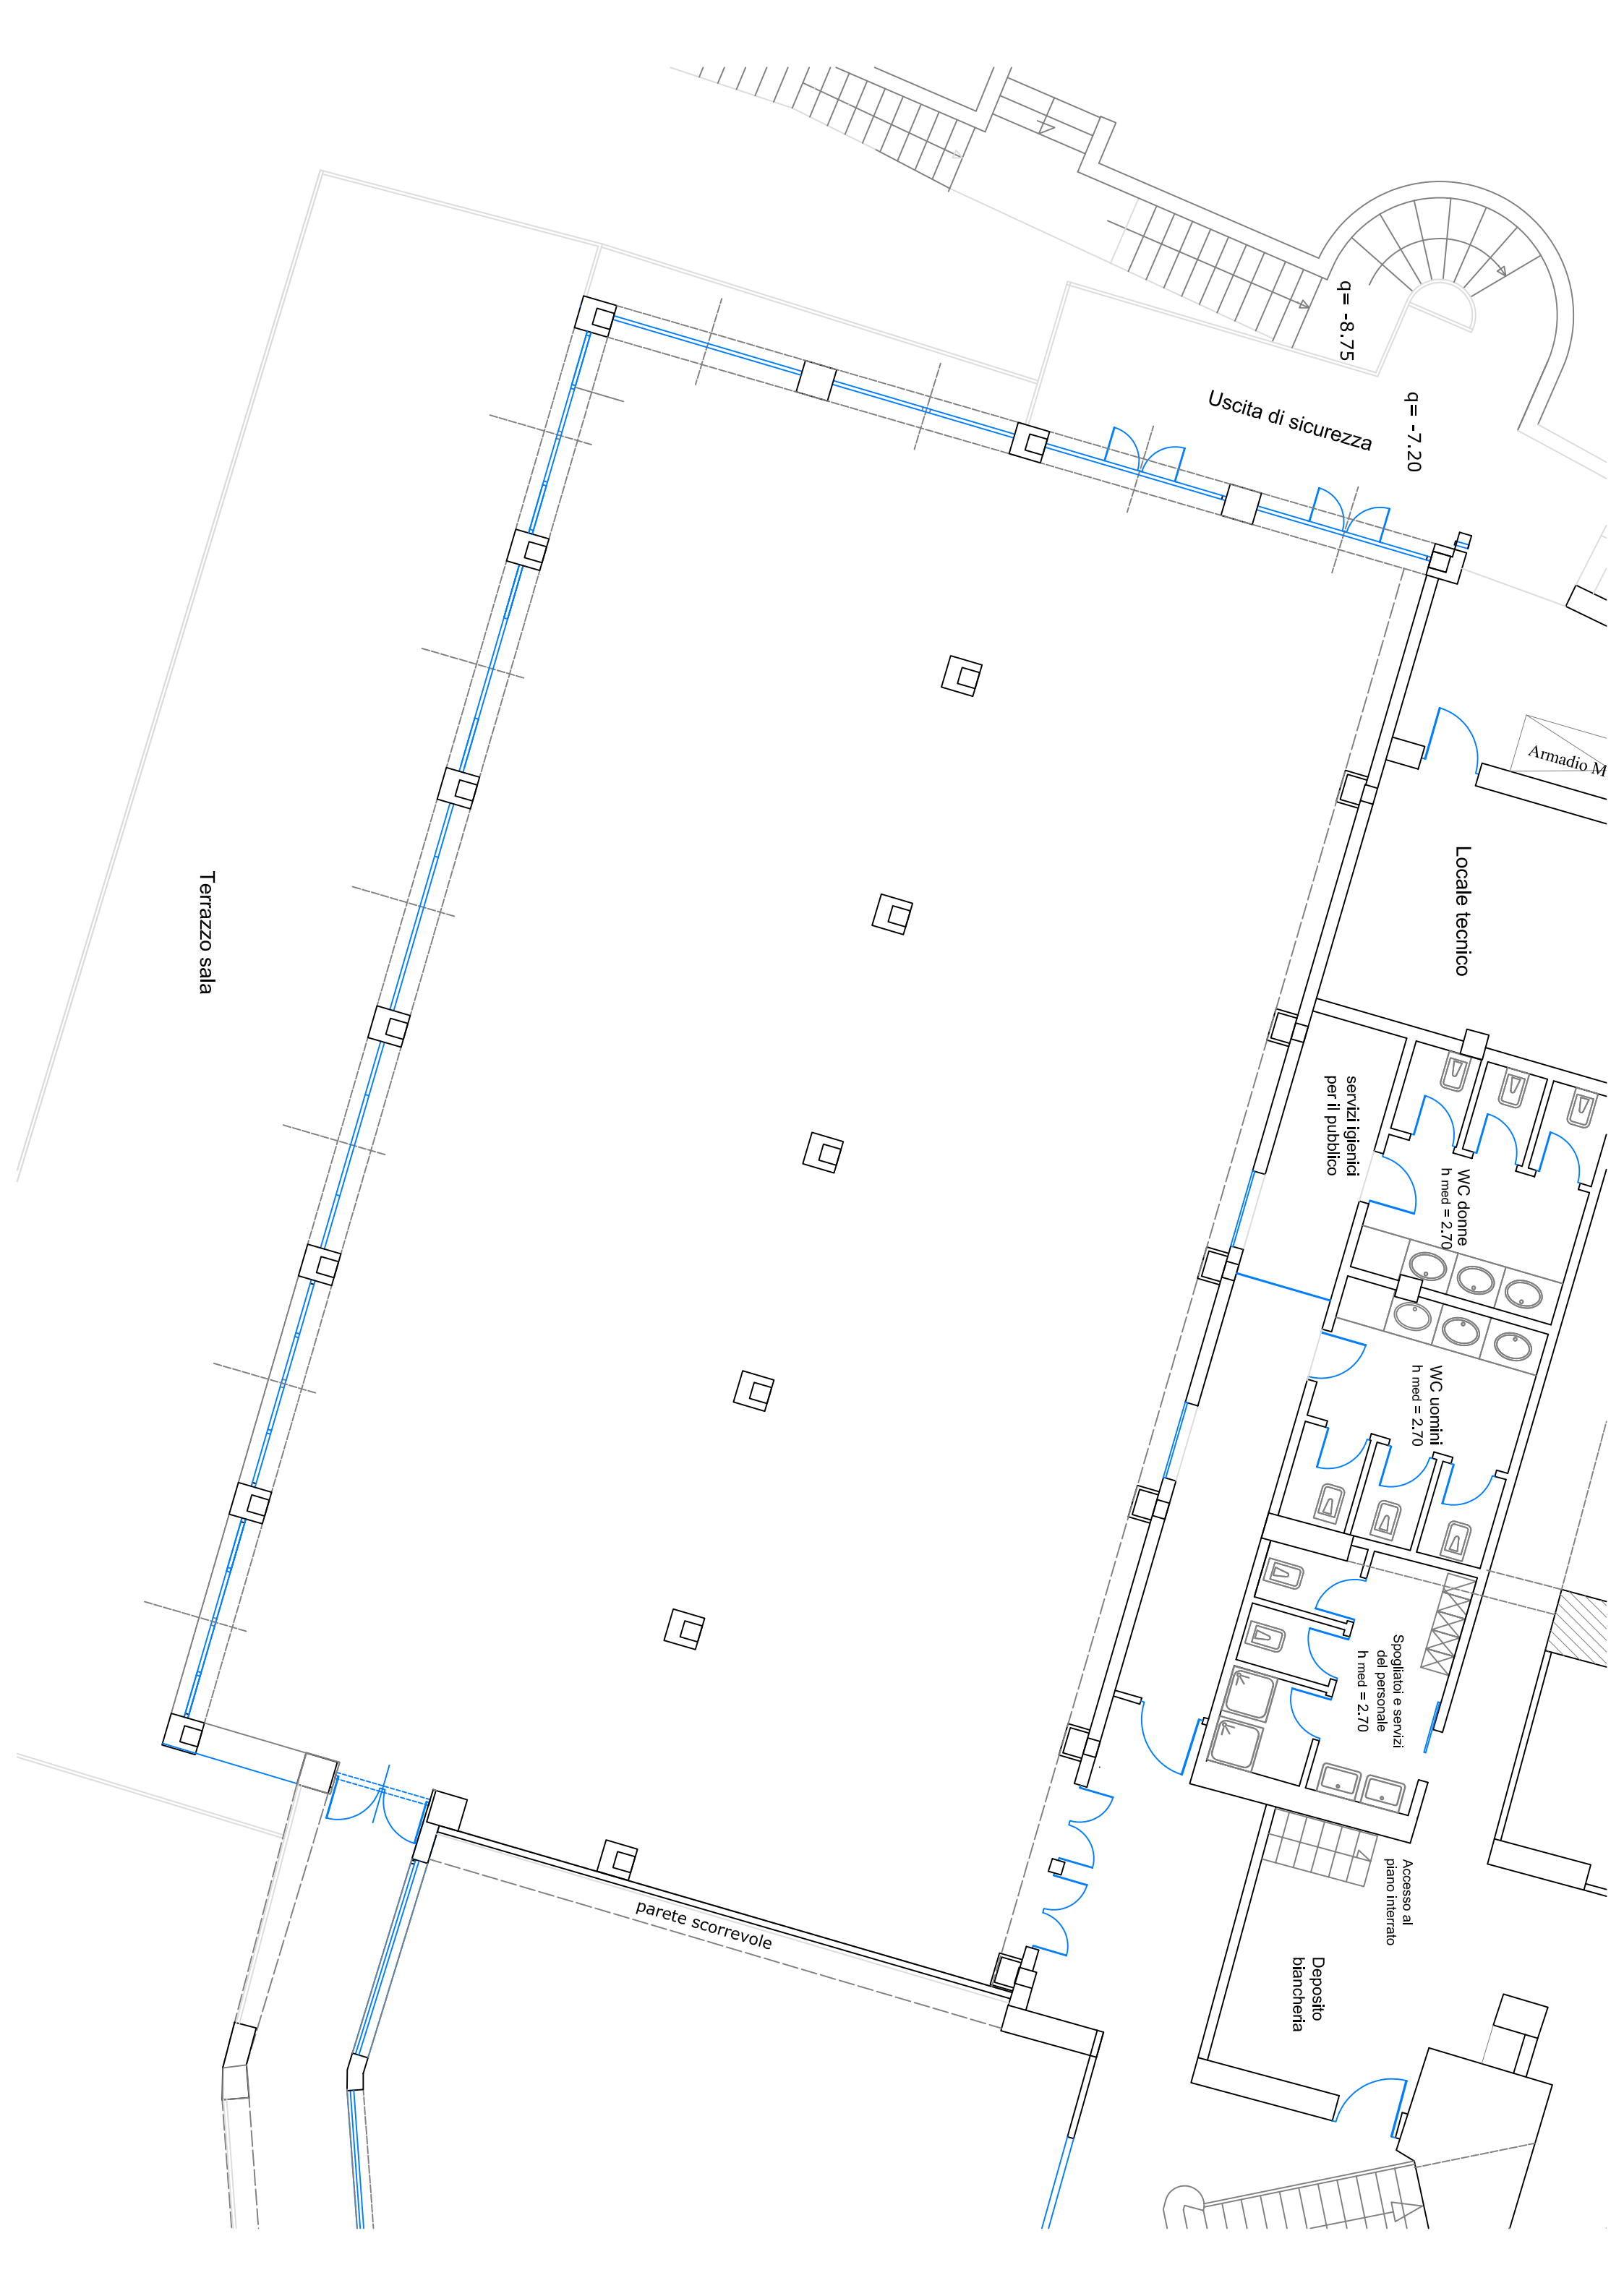 q= -8.75
q= -7.20
Uscita di sicurezza
Armadio M
Locale tecnico
Terrazzo sala
servizi igienici
per il pubblico
WC donne
h med = 2.70
WC uomini
h med = 2.70
Spogliatoi e servizi
del personale
h med = 2.70
Accesso al
piano interrato
parete scorrevole
Deposito
biancheria